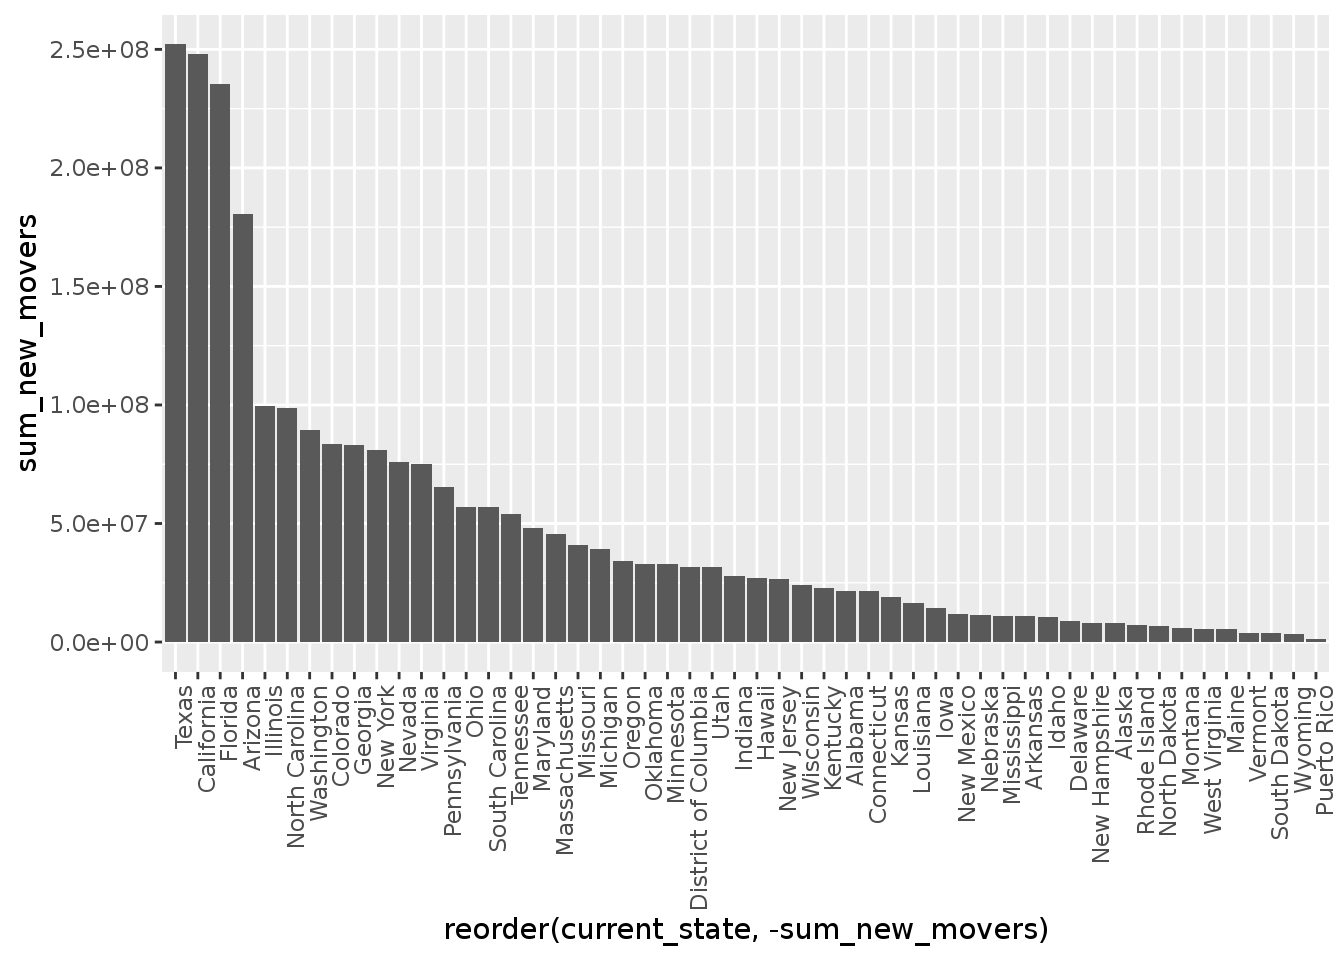 sum_new_movers
2.5e+08
2.0e+08
1.5e+08
1.0e+08
5.0e+07
0.0e+00
Texas
California
Florida
Arizona
Illinois
North Carolina
Washington
Colorado
Georgia
New York
Nevada
Virginia
Pennsylvania
Ohio
South Carolina
Tennessee
Maryland
Massachusetts
Missouri
Michigan
Oregon
Oklahoma
Minnesota
District of Columbia
Utah
Indiana
Hawaii
New Jersey
Wisconsin
Kentucky
Alabama
Connecticut
Kansas
Louisiana
Iowa
New Mexico
Nebraska
Mississippi
Arkansas
Idaho
Delaware
New Hampshire
Alaska
Rhode Island
North Dakota
Montana
West Virginia
Maine
Vermont
South Dakota
Wyoming
Puerto Rico
reorder(current_state, -sum_new_movers)